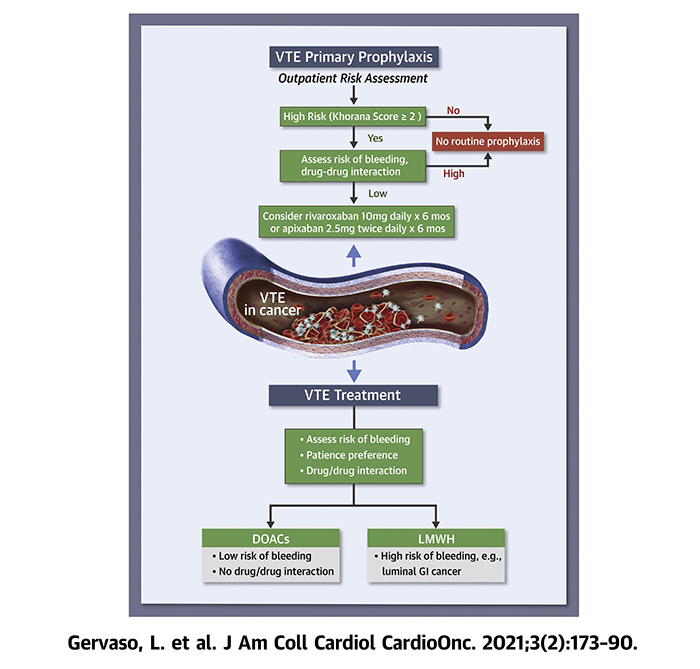 VTE Primary Prophylaxis
Outpatient Risk Assessment
High Risk (Khorana Score ≥ 2 )
No
No routine prophylaxis
Yes
Assess risk of bleeding,
drug-drug interaction
High
Low
Consider rivaroxaban 10mg daily x 6 mos
or apixaban 2.5mg twice daily x 6 mos
VTE
in cancer
VTE Treatment
• Assess risk of bleeding
• Patience preference
• Drug/drug interaction
DOACs
• Low risk of bleeding
• No drug/drug interaction
LMWH
• High risk of bleeding, e.g.,
luminal GI cancer
Gervaso, L. et al. J Am Coll Cardiol CardioOnc. 2021;3(2):173-90.